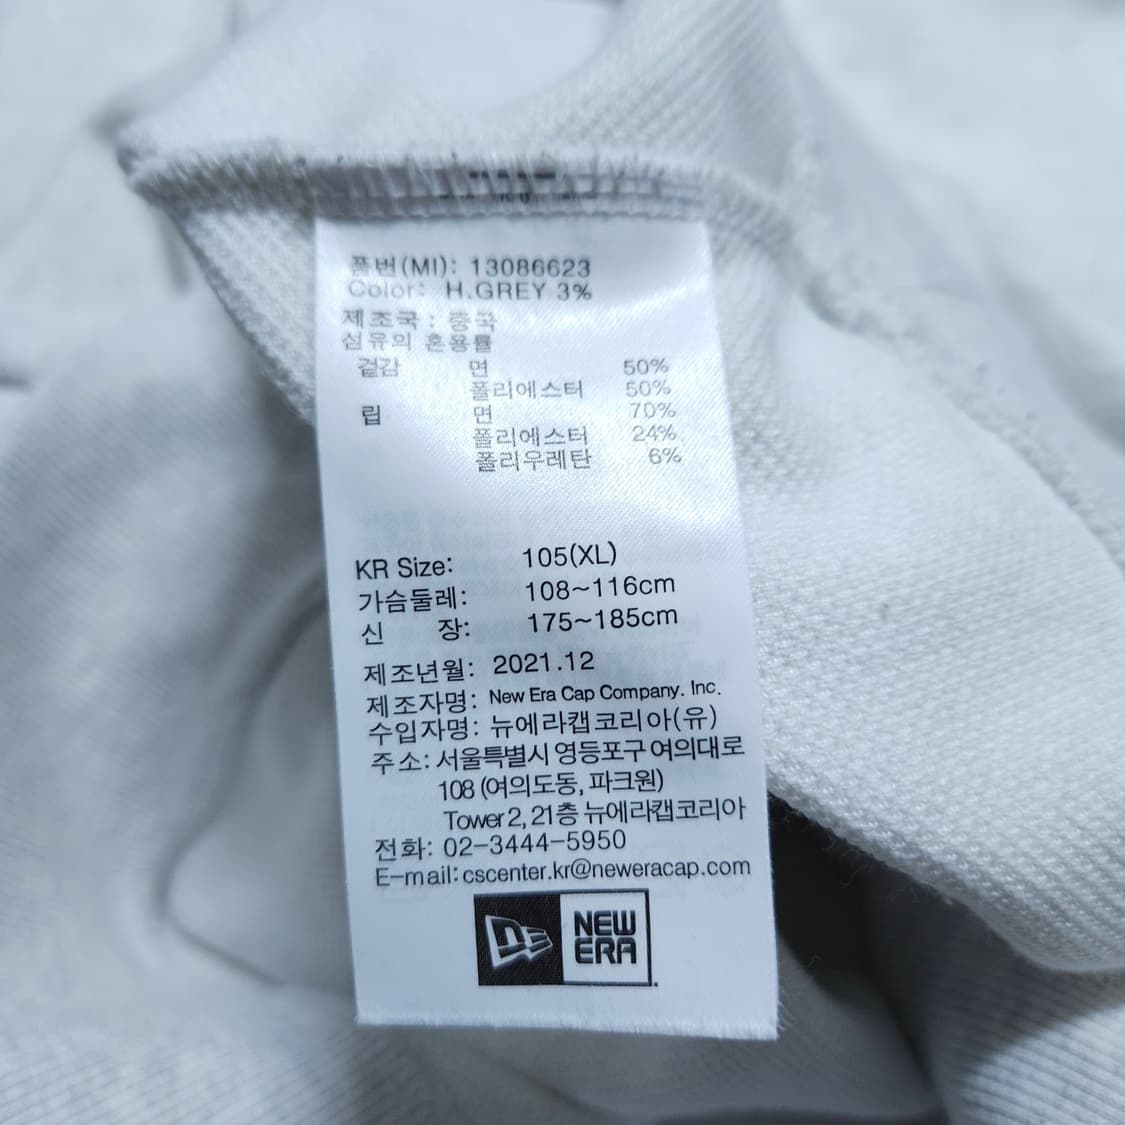 품번(MI): 13086623
Color: H.GREY 3%
제조국 : 중국
섬유의 혼용률
겉감 면 50%
폴리에스터 50%
립 면 70%
폴리에스터 24%
폴리우레탄 6%
KR Size: 105(XL)
가슴둘레: 108~116cm
신 장: 175~185cm
제조년월: 2021.12
제조자명: New Era Cap Company. Inc.
수입자명: 뉴에라캡코리아(유)
주소: 서울특별시 영등포구 여의대로
108 (여의도동, 파크원)
Tower 2, 21층 뉴에라캡코리아
전화: 02-3444-5950
E-mail: cscenter.kr@neweracap.com
NEW
ERA